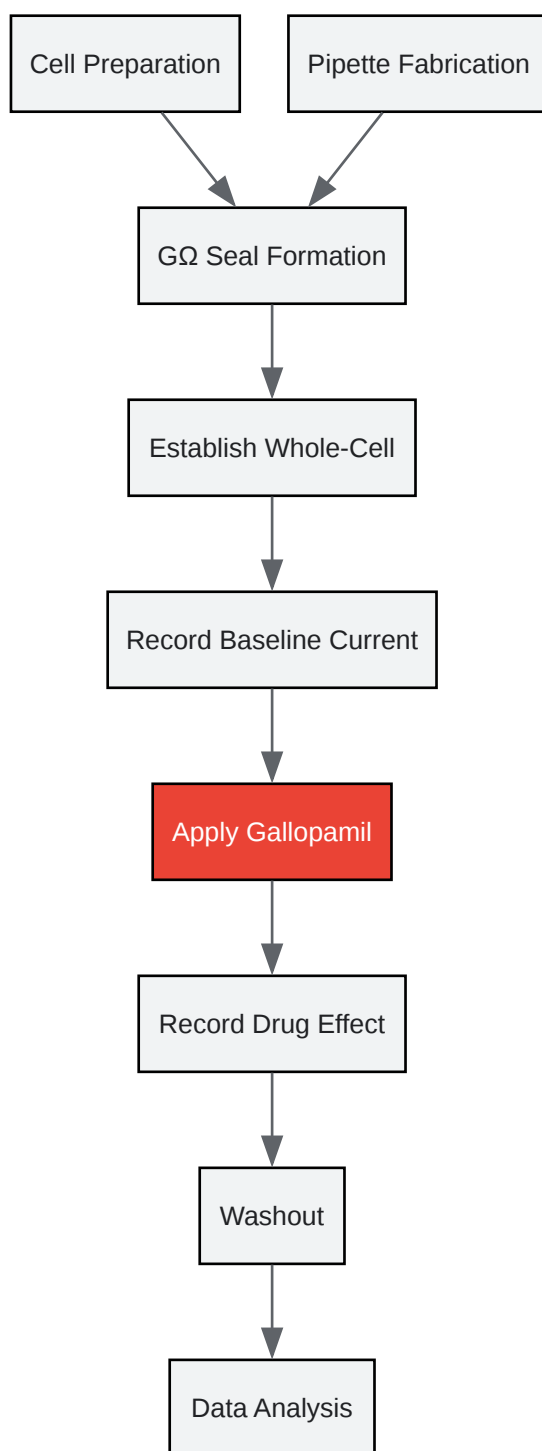 Cell Preparation
Pipette Fabrication
GΩ Seal Formation
Establish Whole-Cell
Record Baseline Current
Apply Gallopamil
Record Drug Effect
Washout
Data Analysis